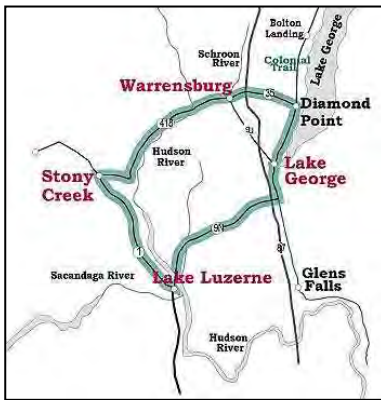 Bolton
Landing
Schroon
River
Lake George
Colonial
Trail
Warrensburg
35
Diamond
Point
418
Hudson
River
Lake
George
Stony
Creek
9N
1
87
Sacandaga River
Lake Luzerne
Glens
Falls
Hudson
River